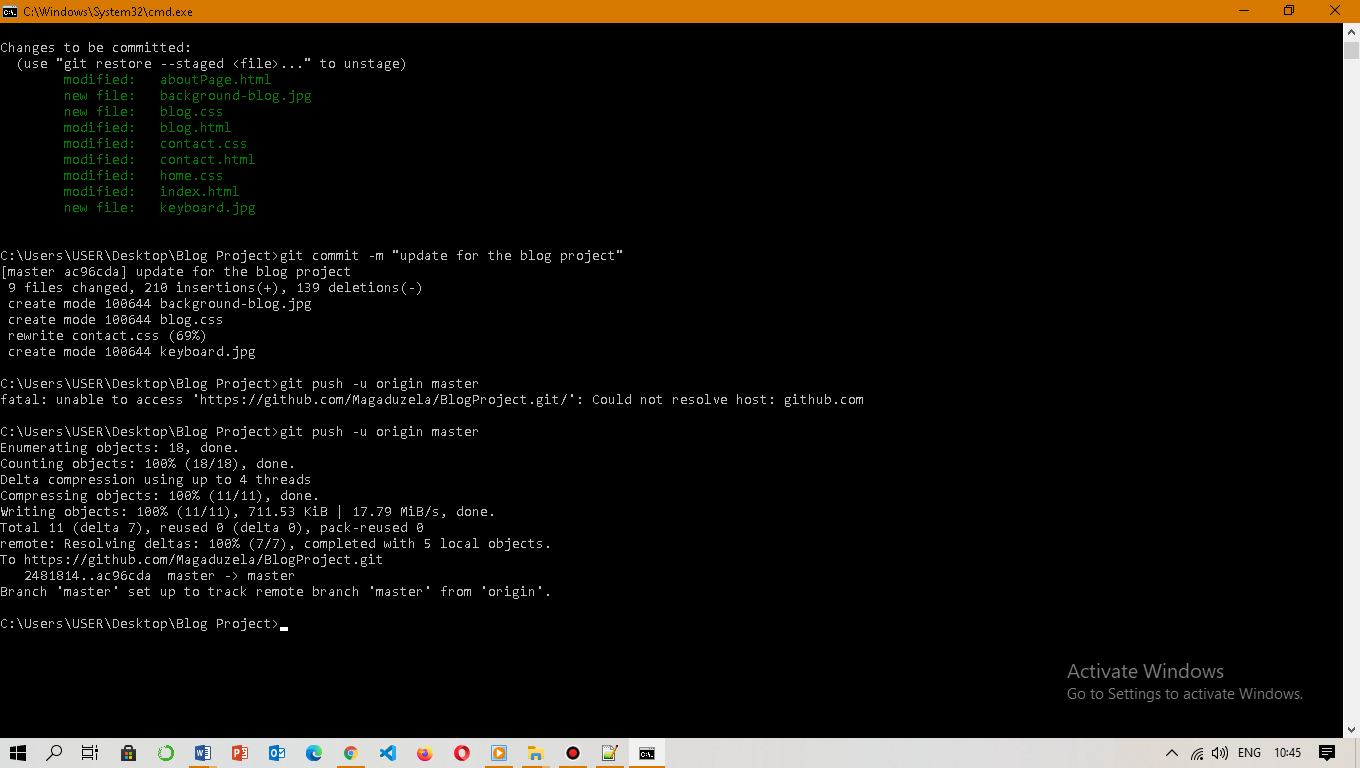 C:\Windows\System32\cmd.exe
Changes to be committed:
  (use "git restore --staged <file>..." to unstage)
        modified:   aboutPage.html
        new file:   background-blog.jpg
        new file:   blog.css
        modified:   blog.html
        modified:   contact.css
        modified:   contact.html
        modified:   home.css
        modified:   index.html
        new file:   keyboard.jpg
C:\Users\USER\Desktop\Blog Project>git commit -m "update for the blog project"
[master ac96cda] update for the blog project
 9 files changed, 210 insertions(+), 139 deletions(-)
 create mode 100644 background-blog.jpg
 create mode 100644 blog.css
 rewrite contact.css (69%)
 create mode 100644 keyboard.jpg
C:\Users\USER\Desktop\Blog Project>git push -u origin master
fatal: unable to access 'https://github.com/Magaduzela/BlogProject.git/': Could not resolve host: github.com
C:\Users\USER\Desktop\Blog Project>git push -u origin master
Enumerating objects: 18, done.
Counting objects: 100% (18/18), done.
Delta compression using up to 4 threads
Compressing objects: 100% (11/11), done.
Writing objects: 100% (11/11), 711.53 KiB | 17.79 MiB/s, done.
Total 11 (delta 7), reused 0 (delta 0), pack-reused 0
remote: Resolving deltas: 100% (7/7), completed with 5 local objects.
To https://github.com/Magaduzela/BlogProject.git
   2481814..ac96cda  master -> master
Branch 'master' set up to track remote branch 'master' from 'origin'.
C:\Users\USER\Desktop\Blog Project>
Activate Windows
Go to Settings to activate Windows.
ENG 10:45